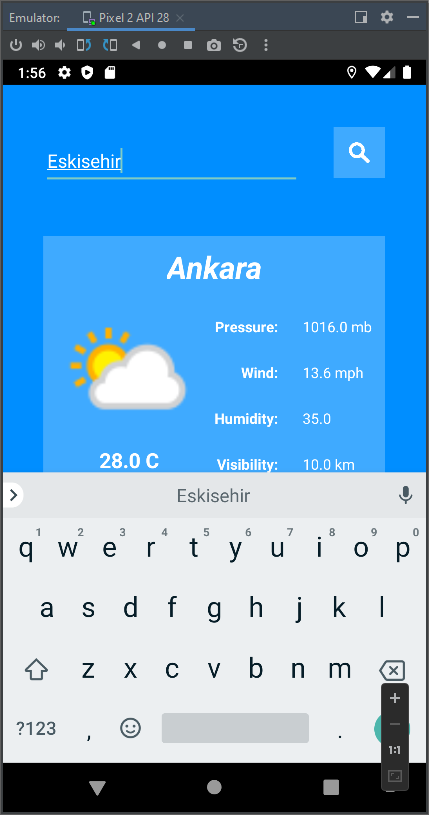 Emulator: Pixel 2 API 28
1:56
Eskisehir
Ankara
Pressure: 1016.0 mb
Wind: 13.6 mph
Humidity: 35.0
28.0 C
Visibility: 10.0 km
Eskisehir
1 2 3 4 5 6 7 8 9 0
q w e r t y u i o p
a s d f g h j k l
z x c v b n m
?123 , .
1:1